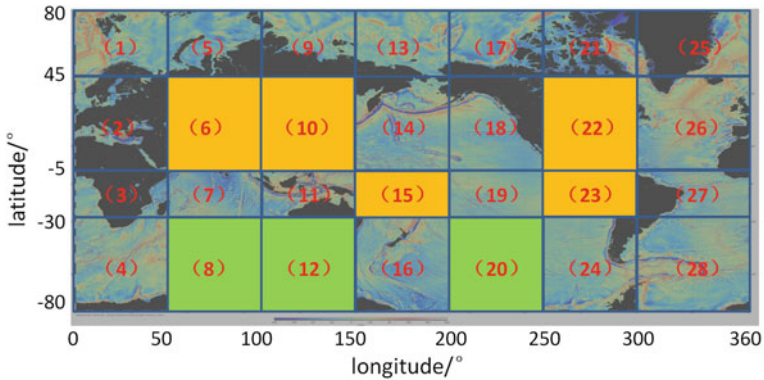 80
（1） （5） （9） （13） （17） （21） （25）
45
（2） （6） （10） （14） （18） （22） （26）
-5
（3） （7） （11） （15） （19） （23） （27）
-30
（4） （8） （12） （16） （20） （24） （28）
-80
latitude/°
0 50 100 150 200 250 300 360
longitude/°